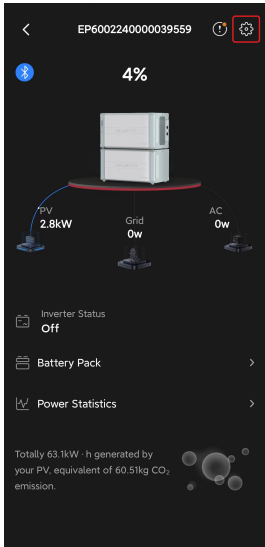 EP6002240000039559
4%
PV
2.8kW
Grid
0w
AC
0w
Inverter Status
Off
Battery Pack
Power Statistics
Totally 63.1kW · h generated by
your PV, equivalent of 60.51kg CO₂
emission.